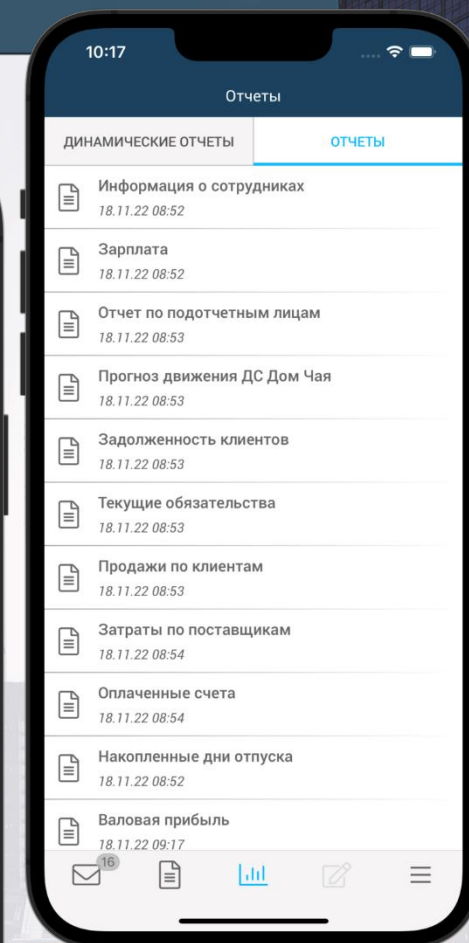 10:17
Отчеты
ДИНАМИЧЕСКИЕ ОТЧЕТЫ
ОТЧЕТЫ
Информация о сотрудниках
18.11.22 08:52
Зарплата
18.11.22 08:52
Отчет по подотчетным лицам
18.11.22 08:53
Прогноз движения ДС Дом Чая
18.11.22 08:53
Задолженность клиентов
18.11.22 08:53
Текущие обязательства
18.11.22 08:53
Продажи по клиентам
18.11.22 08:53
Затраты по поставщикам
18.11.22 08:54
Оплаченные счета
18.11.22 08:54
Накопленные дни отпуска
18.11.22 08:52
Валовая прибыль
18.11.22 09:17
16